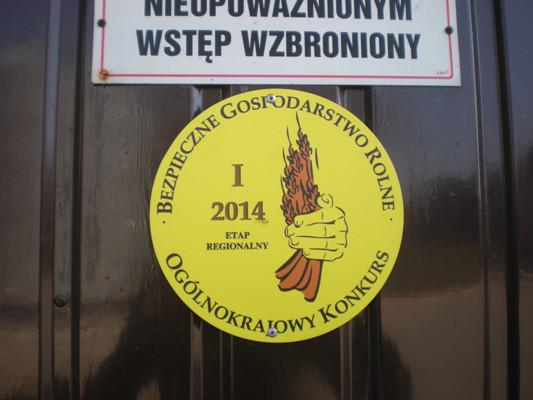 NIEUPOWAŻNIONYM
WSTĘP WZBRONIONY
BEZPIECZNE GOSPODARSTWO ROLNE
I
2014
ETAP
REGIONALNY
OGÓLNOKRAJOWY KONKURS